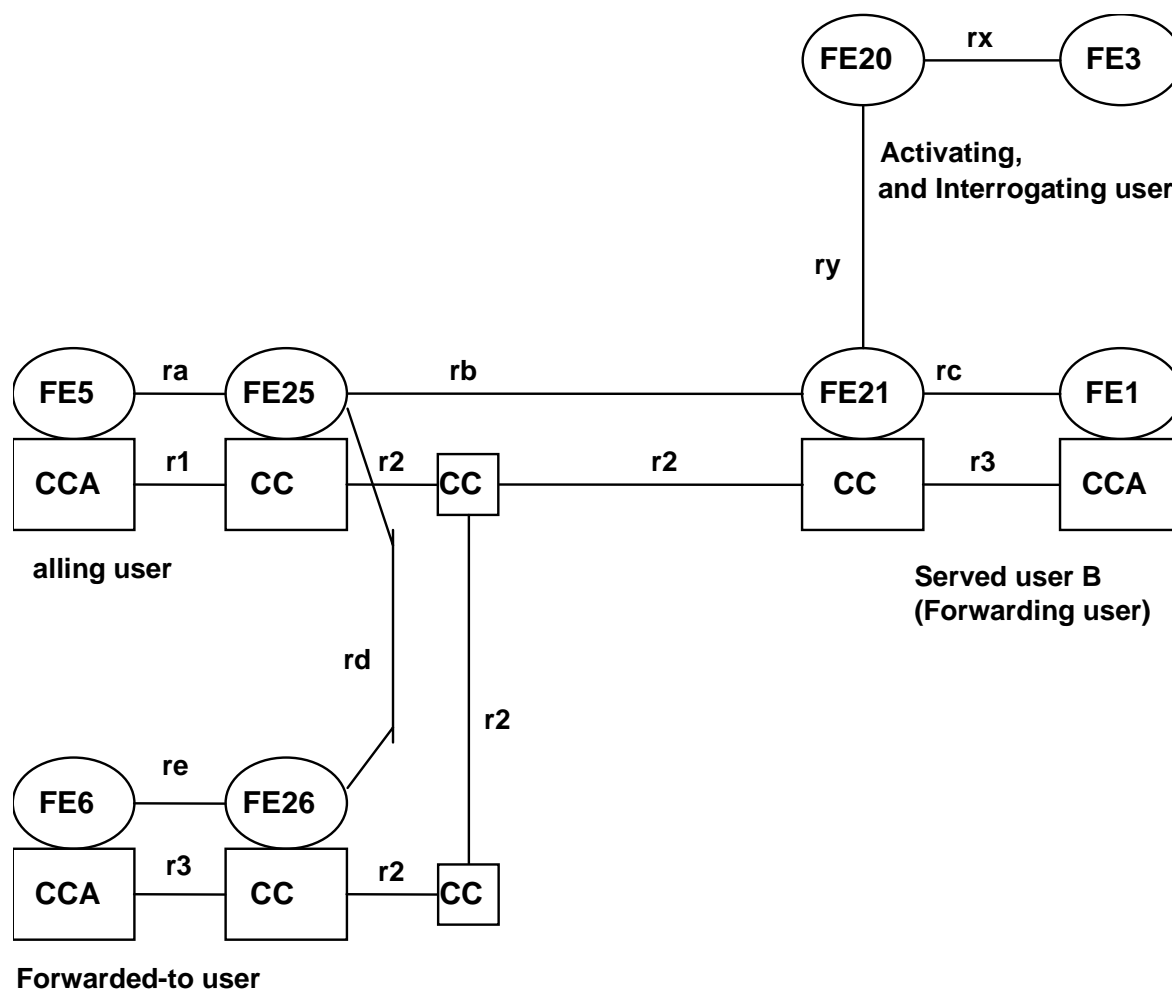 FE20 rx FE3
Activating,
and Interrogating user
ry
FE5 ra FE25 rb FE21 rc FE1
CCA r1 CC r2 CC r2 CC r3 CCA
alling user
Served user B
(Forwarding user)
rd
r2
FE6 re FE26
CCA r3 CC r2 CC
Forwarded-to user